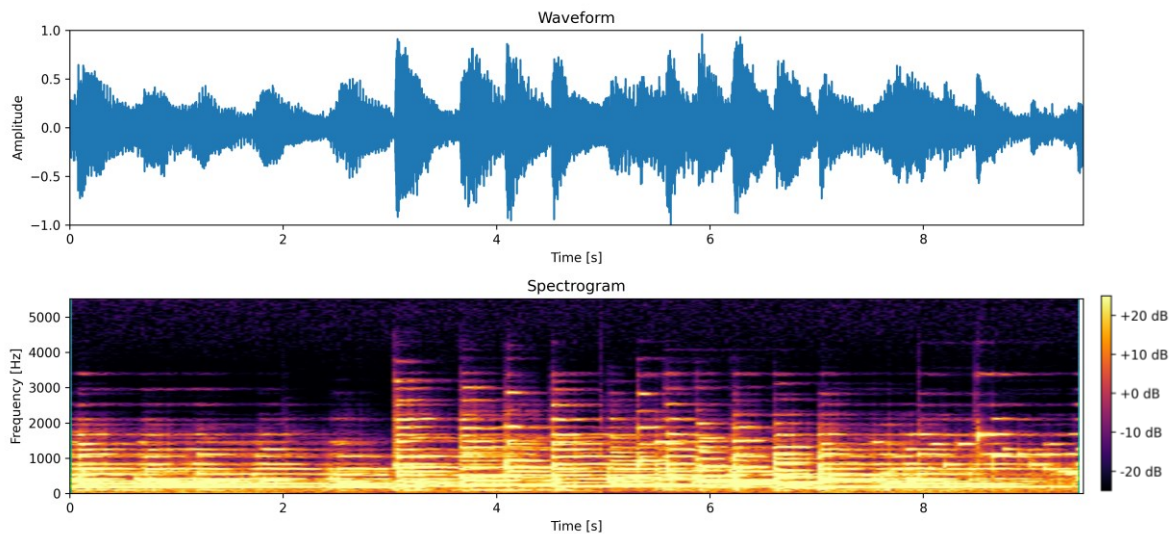 Waveform
1.0
0.5
0.0
−0.5
−1.0
Amplitude
0 2 4 6 8
Time [s]
Spectrogram
5000
4000
3000
2000
1000
0
Frequency [Hz]
0 2 4 6 8
Time [s]
+20 dB
+10 dB
+0 dB
-10 dB
-20 dB